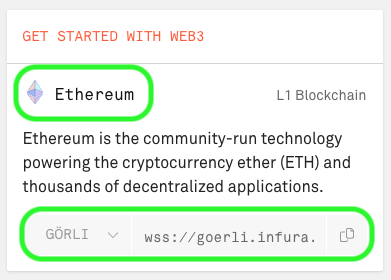 GET STARTED WITH WEB3
Ethereum
L1 Blockchain
Ethereum is the community-run technology
powering the cryptocurrency ether (ETH) and
thousands of decentralized applications.
GÖRLI wss://goerli.infura.